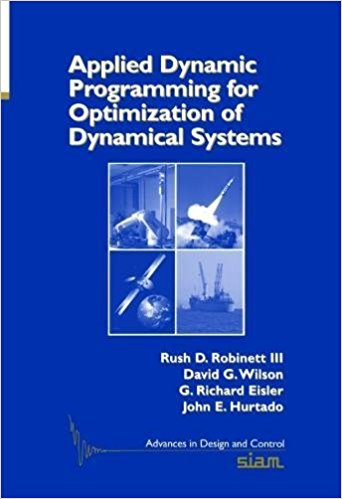 Applied Dynamic
Programming for
Optimization of
Dynamical Systems
Rush D. Robinett III
David G. Wilson
G. Richard Eisler
John E. Hurtado
Advances in Design and Control
siam